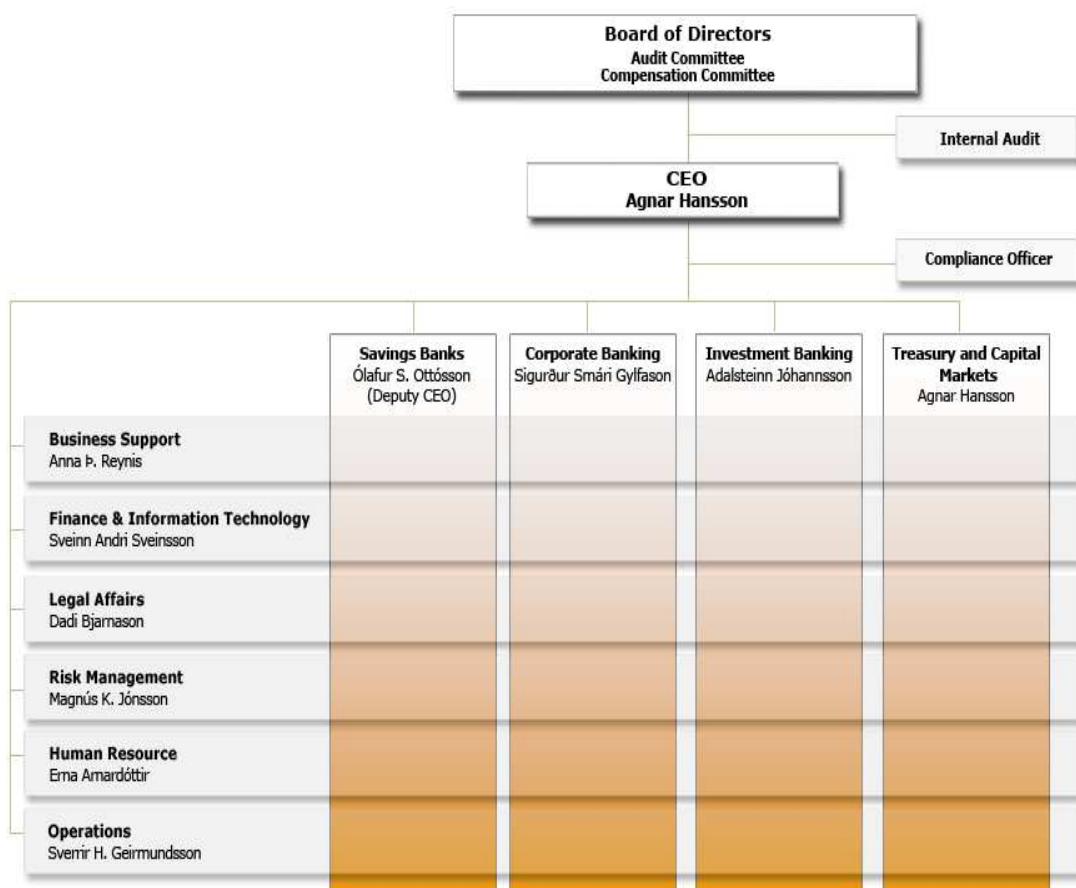 Board of Directors
Audit Committee
Compensation Committee
Internal Audit
CEO
Agnar Hansson
Compliance Officer
Savings Banks
Ólafur S. Ottósson
(Deputy CEO)
Corporate Banking
Sigurður Smári Gylfason
Investment Banking
Adalsteinn Jóhannsson
Treasury and Capital
Markets
Agnar Hansson
Business Support
Anna Þ. Reynis
Finance & Information Technology
Sveinn Andri Sveinsson
Legal Affairs
Dadi Bjarnason
Risk Management
Magnús K. Jónsson
Human Resource
Erna Arnardóttir
Operations
Sverrir H. Geirmundsson